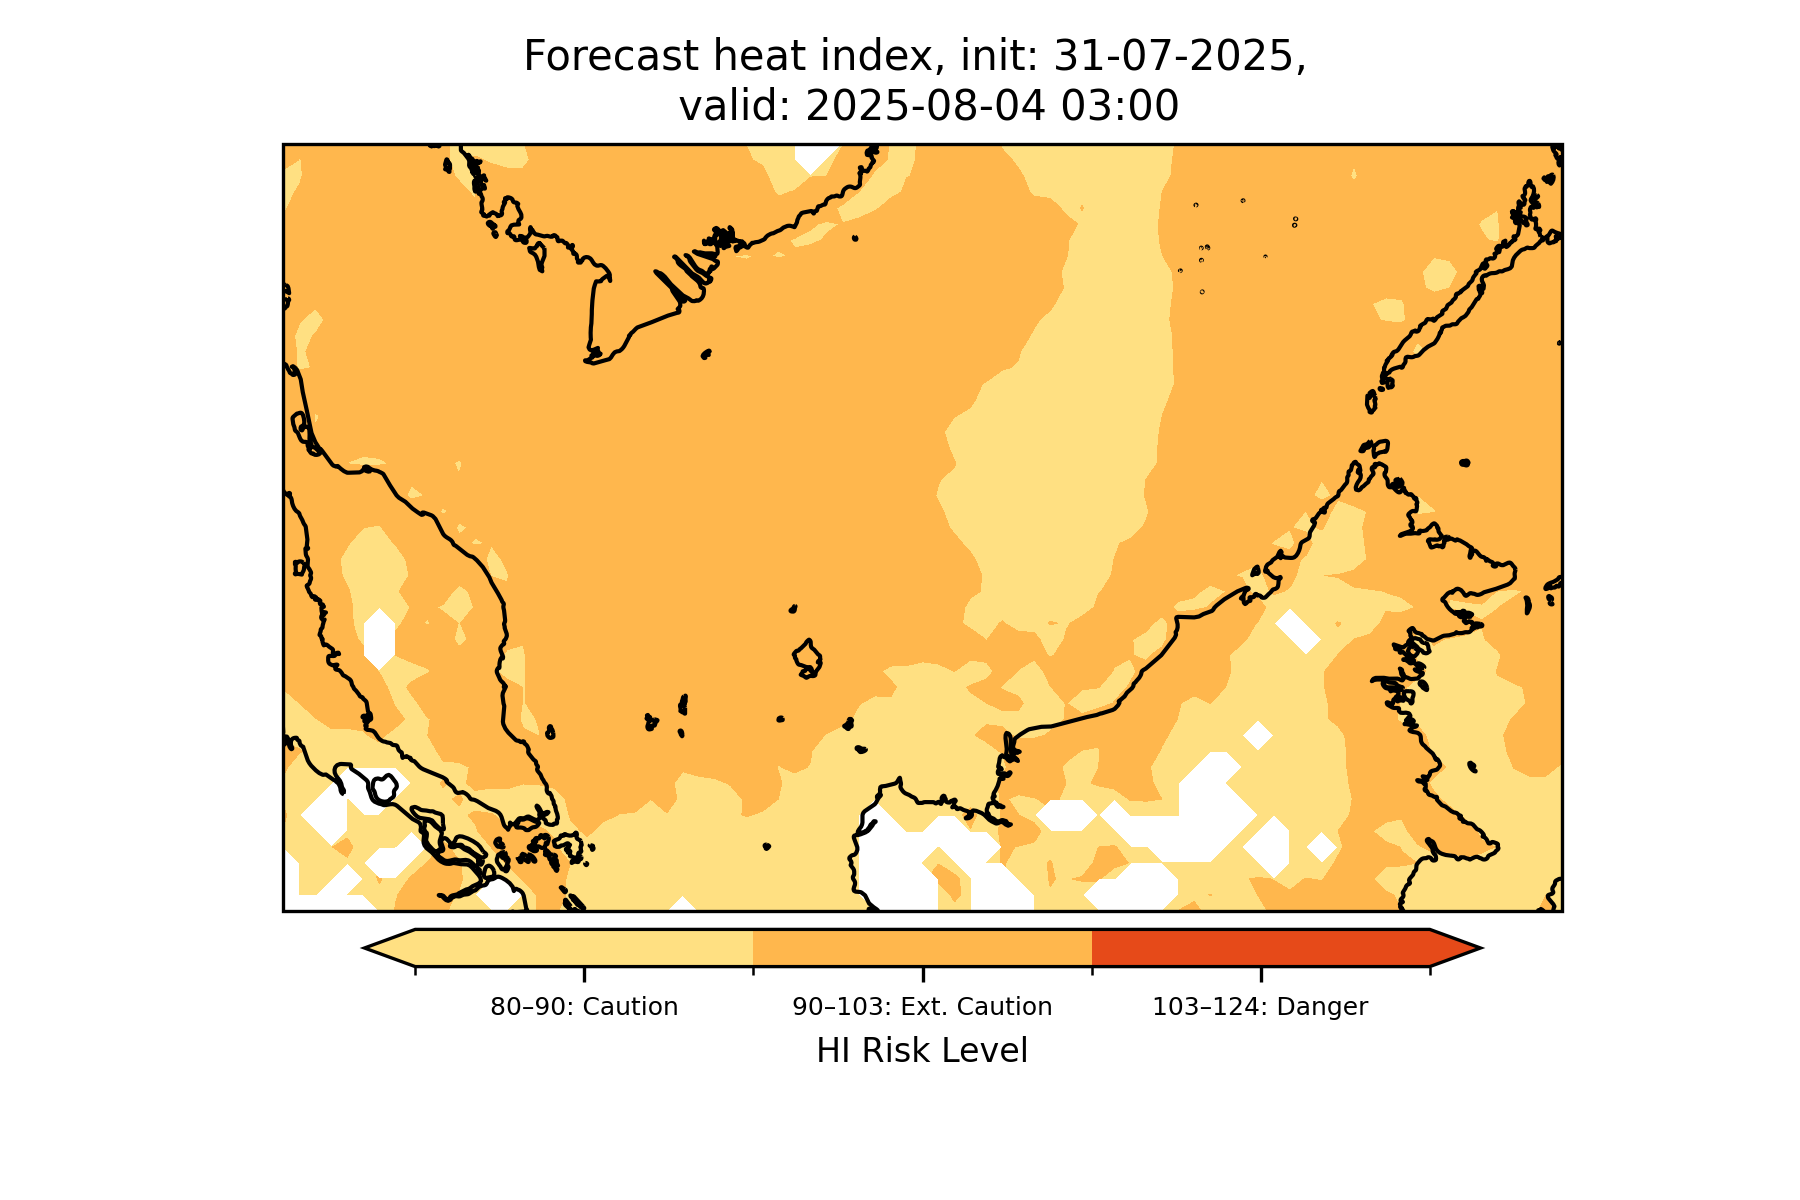 Forecast heat index, init: 31-07-2025,
valid: 2025-08-04 03:00
80–90: Caution
90–103: Ext. Caution
103–124: Danger
HI Risk Level